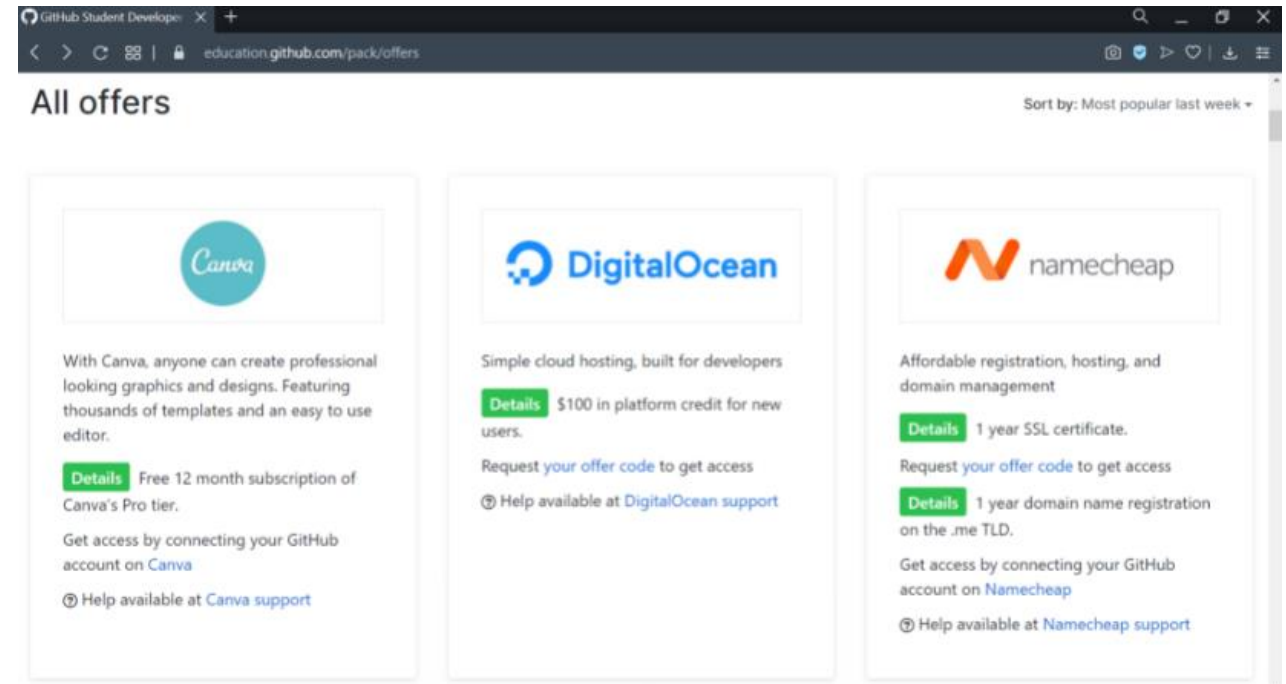 GitHub Student Develope
education.github.com/pack/offers
All offers
Sort by: Most popular last week
Canva
With Canva, anyone can create professional
looking graphics and designs. Featuring
thousands of templates and an easy to use
editor.
Details Free 12 month subscription of
Canva's Pro tier.
Get access by connecting your GitHub
account on Canva
Help available at Canva support
DigitalOcean
Simple cloud hosting, built for developers
Details $100 in platform credit for new
users.
Request your offer code to get access
Help available at DigitalOcean support
namecheap
Affordable registration, hosting, and
domain management
Details 1 year SSL certificate.
Request your offer code to get access
Details 1 year domain name registration
on the .me TLD.
Get access by connecting your GitHub
account on Namecheap
Help available at Namecheap support